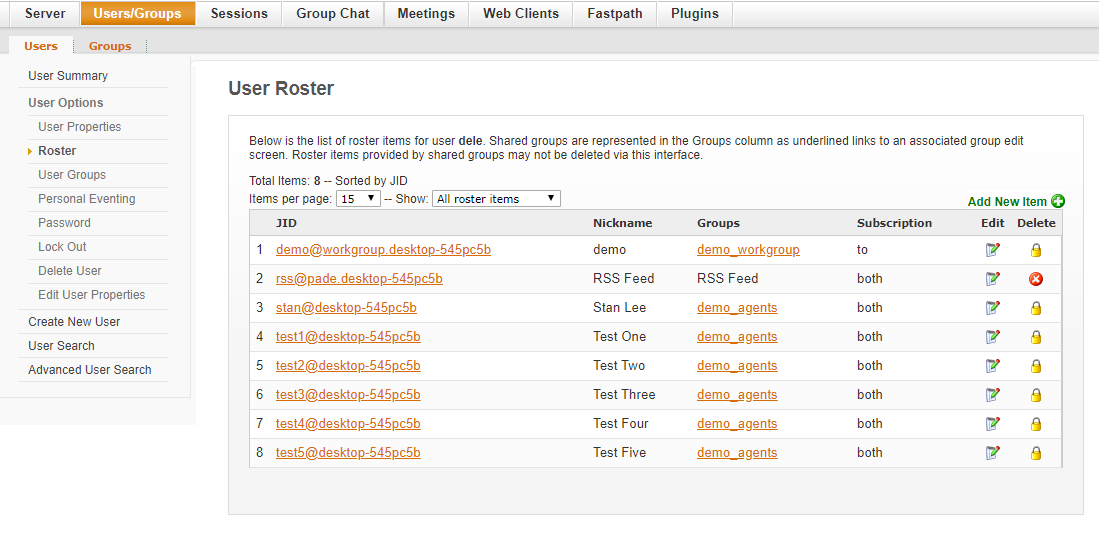 Server Users/Groups Sessions Group Chat Meetings Web Clients Fastpath Plugins
Users Groups
User Summary
User Options
User Properties
Roster
User Groups
Personal Eventing
Password
Lock Out
Delete User
Edit User Properties
Create New User
User Search
Advanced User Search
User Roster
Below is the list of roster items for user dele. Shared groups are represented in the Groups column as underlined links to an associated group edit
screen. Roster items provided by shared groups may not be deleted via this interface.
Total Items: 8 -- Sorted by JID
Items per page: 15 -- Show: All roster items
Add New Item
JID Nickname Groups Subscription Edit Delete
1 demo@workgroup.desktop-545pc5b demo demo_workgroup to
2 rss@pade.desktop-545pc5b RSS Feed RSS Feed both
3 stan@desktop-545pc5b Stan Lee demo_agents both
4 test1@desktop-545pc5b Test One demo_agents both
5 test2@desktop-545pc5b Test Two demo_agents both
6 test3@desktop-545pc5b Test Three demo_agents both
7 test4@desktop-545pc5b Test Four demo_agents both
8 test5@desktop-545pc5b Test Five demo_agents both